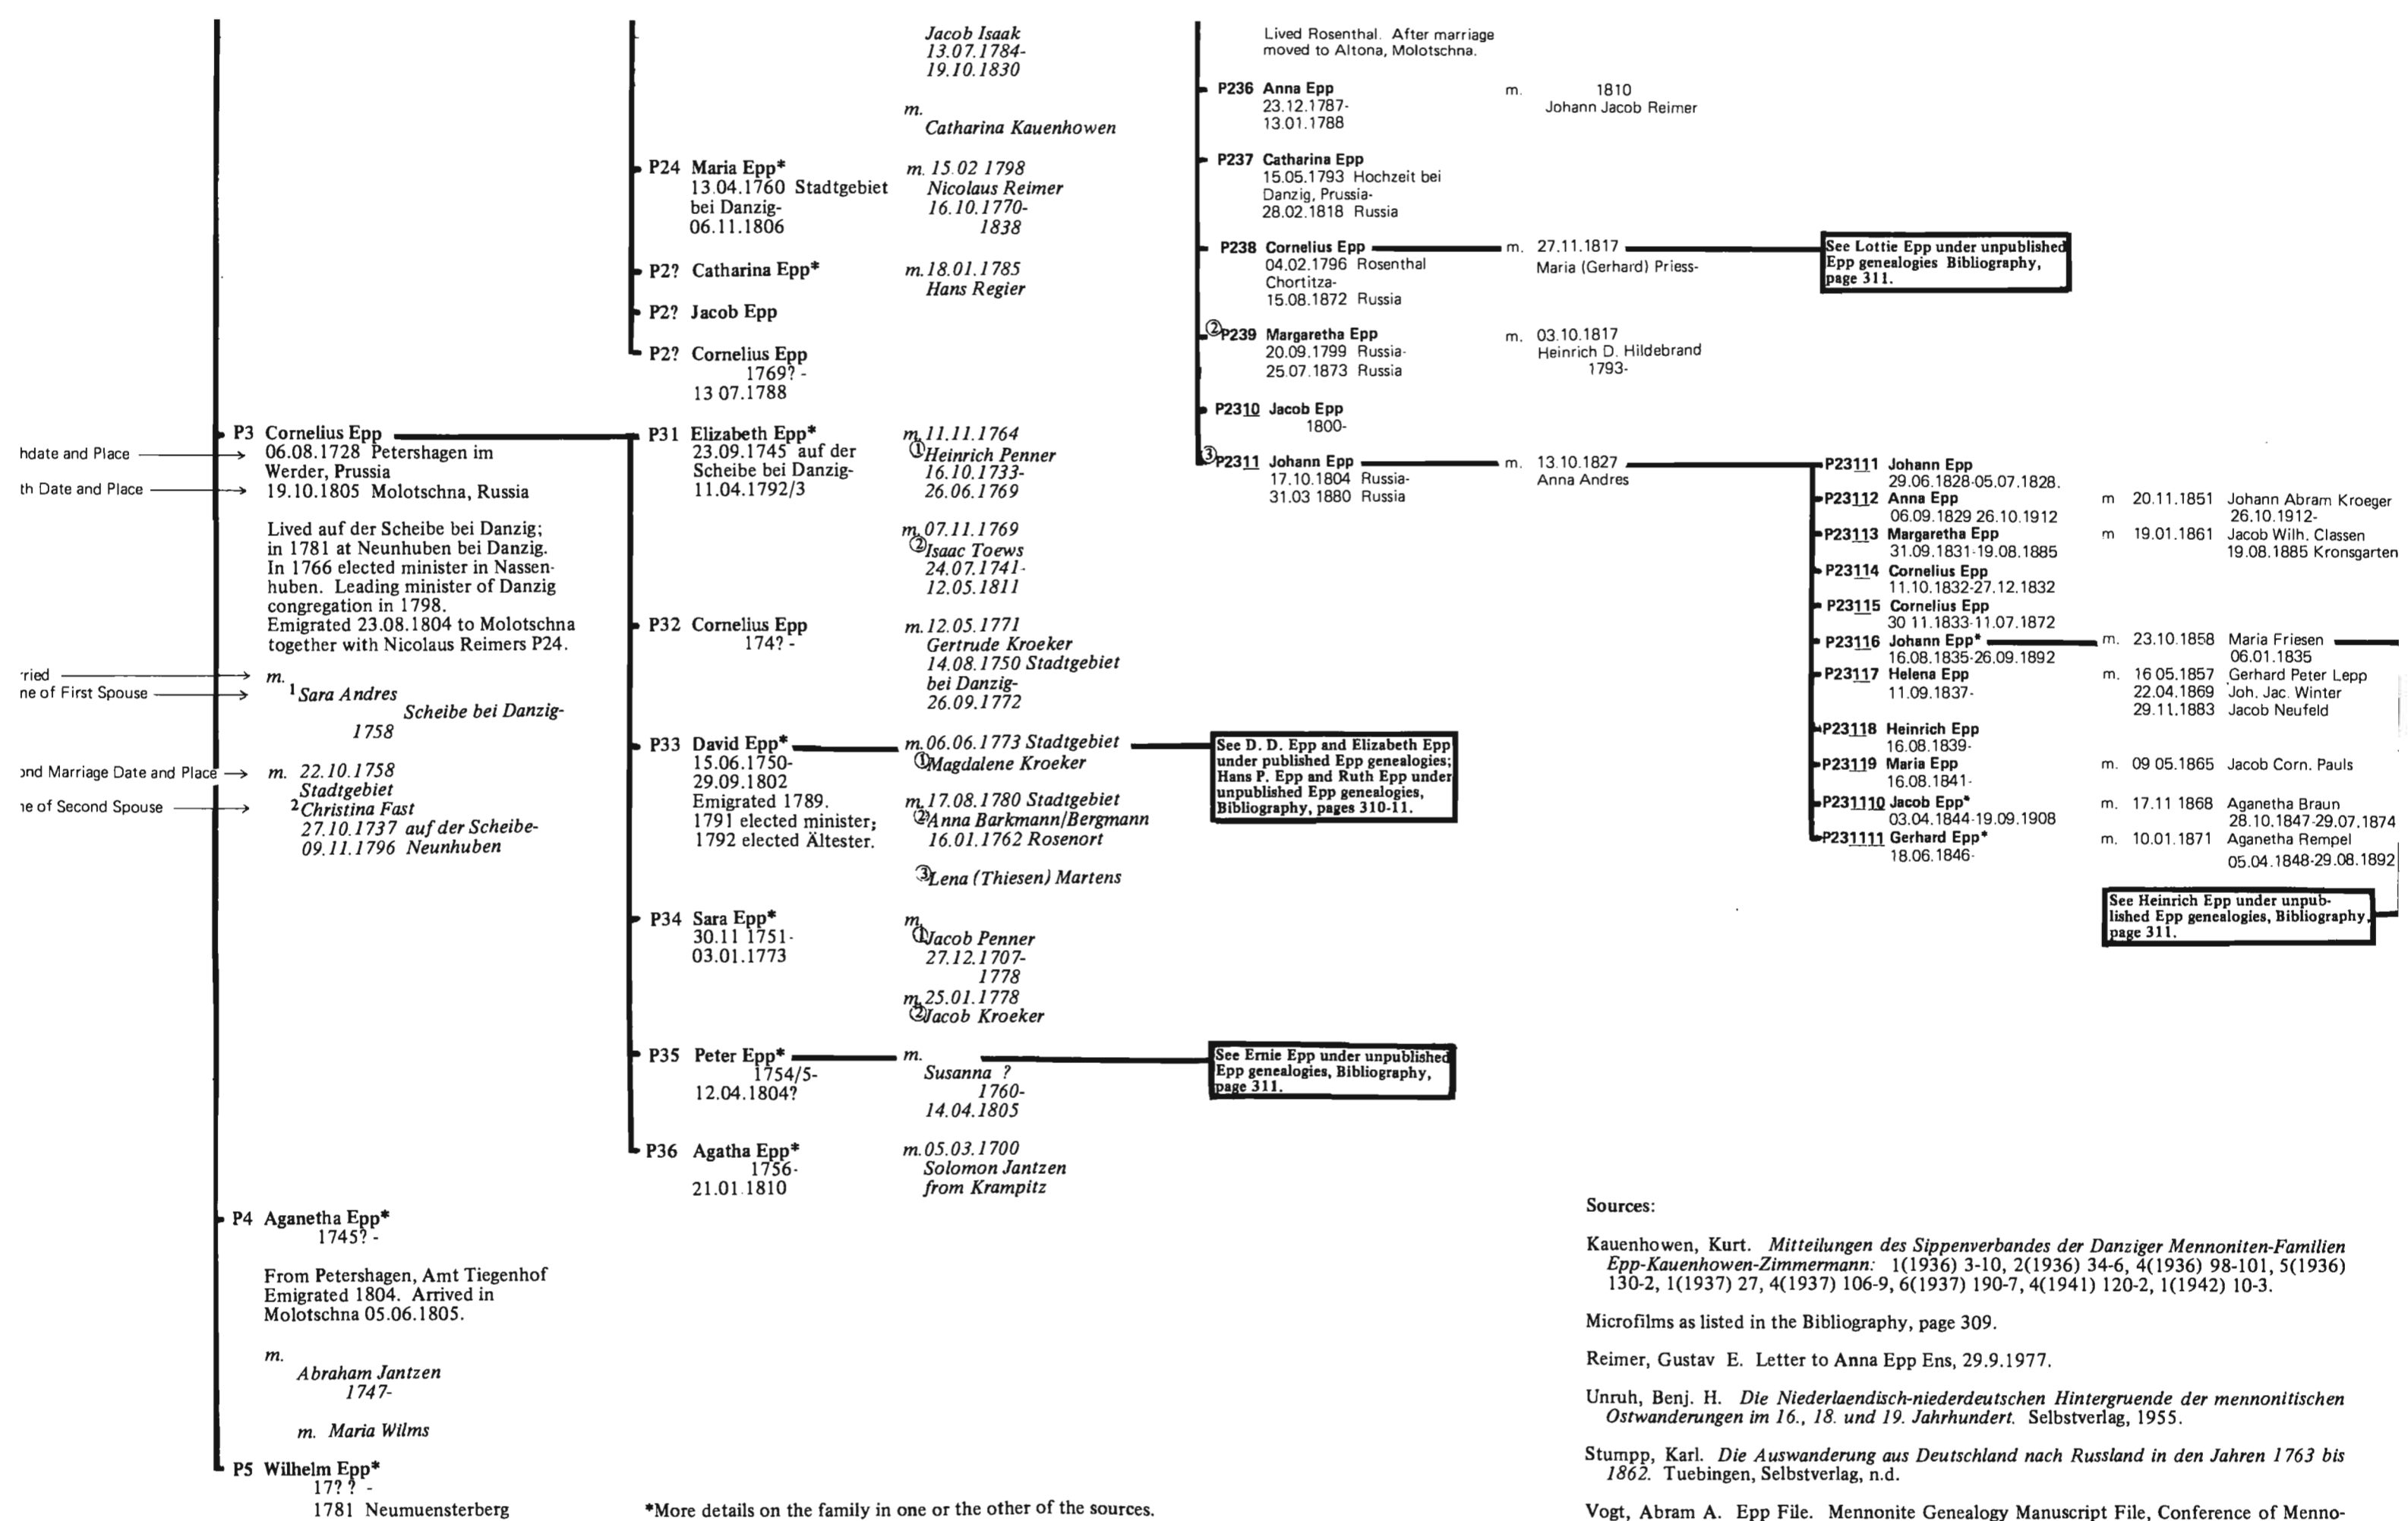 hdate and Place
th Date and Place
rried
ne of First Spouse
ond Marriage Date and Place
ne of Second Spouse
P3 Cornelius Epp
06.08.1728 Petershagen im
Werder, Prussia
19.10.1805 Molotschna, Russia
Lived auf der Scheibe bei Danzig;
in 1781 at Neunhuben bei Danzig.
In 1766 elected minister in Nassen-
huben. Leading minister of Danzig
congregation in 1798.
Emigrated 23.08.1804 to Molotschna
together with Nicolaus Reimers P24.
m.
1 Sara Andres
Scheibe bei Danzig-
1758
m. 22.10.1758
Stadtgebiet
2 Christina Fast
27.10.1737 auf der Scheibe-
09.11.1796 Neunhuben
P4 Aganetha Epp*
1745? -
From Petershagen, Amt Tiegenhof
Emigrated 1804. Arrived in
Molotschna 05.06.1805.
m.
Abraham Jantzen
1747-
m. Maria Wilms
P5 Wilhelm Epp*
17? ? -
1781 Neumuensterberg
Jacob Isaak
13.07.1784-
19.10.1830
m.
Catharina Kauenhowen
P24 Maria Epp*
13.04.1760 Stadtgebiet
bei Danzig-
06.11.1806
m. 15.02 1798
Nicolaus Reimer
16.10.1770-
1838
P2? Catharina Epp*
m. 18.01.1785
Hans Regier
P2? Jacob Epp
P2? Cornelius Epp
1769? -
13 07.1788
P31 Elizabeth Epp*
23.09.1745 auf der
Scheibe bei Danzig-
11.04.1792/3
m. 11.11.1764
① Heinrich Penner
16.10.1733-
26.06.1769
m. 07.11.1769
② Isaac Toews
24.07.1741-
12.05.1811
P32 Cornelius Epp
174? -
m. 12.05.1771
Gertrude Kroeker
14.08.1750 Stadtgebiet
bei Danzig-
26.09.1772
P33 David Epp*
15.06.1750-
29.09.1802
Emigrated 1789.
1791 elected minister;
1792 elected Ältester.
m. 06.06.1773 Stadtgebiet
① Magdalene Kroeker
m. 17.08.1780 Stadtgebiet
② Anna Barkmann/Bergmann
16.01.1762 Rosenort
③ Lena (Thiesen) Martens
See D. D. Epp and Elizabeth Epp
under published Epp genealogies;
Hans P. Epp and Ruth Epp under
unpublished Epp genealogies,
Bibliography, pages 310-11.
P34 Sara Epp*
30.11 1751-
03.01.1773
m.
① Jacob Penner
27.12.1707-
1778
m. 25.01.1778
② Jacob Kroeker
P35 Peter Epp*
1754/5-
12.04.1804?
m.
Susanna ?
1760-
14.04.1805
See Ernie Epp under unpublished
Epp genealogies, Bibliography,
page 311.
P36 Agatha Epp*
1756-
21.01.1810
m. 05.03.1700
Solomon Jantzen
from Krampitz
*More details on the family in one or the other of the sources.
Lived Rosenthal. After marriage
moved to Altona, Molotschna.
P236 Anna Epp
23.12.1787-
13.01.1788
m. 1810
Johann Jacob Reimer
P237 Catharina Epp
15.05.1793 Hochzeit bei
Danzig, Prussia-
28.02.1818 Russia
P238 Cornelius Epp
04.02.1796 Rosenthal
Chortitza-
15.08.1872 Russia
m. 27.11.1817
Maria (Gerhard) Priess-
See Lottie Epp under unpublished
Epp genealogies Bibliography,
page 311.
② P239 Margaretha Epp
20.09.1799 Russia-
25.07.1873 Russia
m. 03.10.1817
Heinrich D. Hildebrand
1793-
P2310 Jacob Epp
1800-
③ P2311 Johann Epp
17.10.1804 Russia-
31.03 1880 Russia
m. 13.10.1827
Anna Andres
P23111 Johann Epp
29.06.1828-05.07.1828.
P23112 Anna Epp
06.09.1829 26.10.1912
m 20.11.1851 Johann Abram Kroeger
26.10.1912-
P23113 Margaretha Epp
31.09.1831-19.08.1885
m 19.01.1861 Jacob Wilh. Classen
19.08.1885 Kronsgarten
P23114 Cornelius Epp
11.10.1832-27.12.1832
P23115 Cornelius Epp
30 11.1833-11.07.1872
P23116 Johann Epp*
16.08.1835-26.09.1892
m. 23.10.1858 Maria Friesen
06.01.1835
P23117 Helena Epp
11.09.1837-
m. 16 05.1857 Gerhard Peter Lepp
22.04.1869 Joh. Jac. Winter
29.11.1883 Jacob Neufeld
P23118 Heinrich Epp
16.08.1839-
P23119 Maria Epp
16.08.1841-
m. 09 05.1865 Jacob Corn. Pauls
P231110 Jacob Epp*
03.04.1844-19.09.1908
m. 17.11 1868 Aganetha Braun
28.10.1847-29.07.1874
P231111 Gerhard Epp*
18.06.1846-
m. 10.01.1871 Aganetha Rempel
05.04.1848-29.08.1892
See Heinrich Epp under unpub-
lished Epp genealogies, Bibliography,
page 311.
Sources:
Kauenhowen, Kurt. Mitteilungen des Sippenverbandes der Danziger Mennoniten-Familien
Epp-Kauenhowen-Zimmermann: 1(1936) 3-10, 2(1936) 34-6, 4(1936) 98-101, 5(1936)
130-2, 1(1937) 27, 4(1937) 106-9, 6(1937) 190-7, 4(1941) 120-2, 1(1942) 10-3.
Microfilms as listed in the Bibliography, page 309.
Reimer, Gustav E. Letter to Anna Epp Ens, 29.9.1977.
Unruh, Benj. H. Die Niederlaendisch-niederdeutschen Hintergruende der mennonitischen
Ostwanderungen im 16., 18. und 19. Jahrhundert. Selbstverlag, 1955.
Stumpp, Karl. Die Auswanderung aus Deutschland nach Russland in den Jahren 1763 bis
1862. Tuebingen, Selbstverlag, n.d.
Vogt, Abram A. Epp File. Mennonite Genealogy Manuscript File, Conference of Menno-